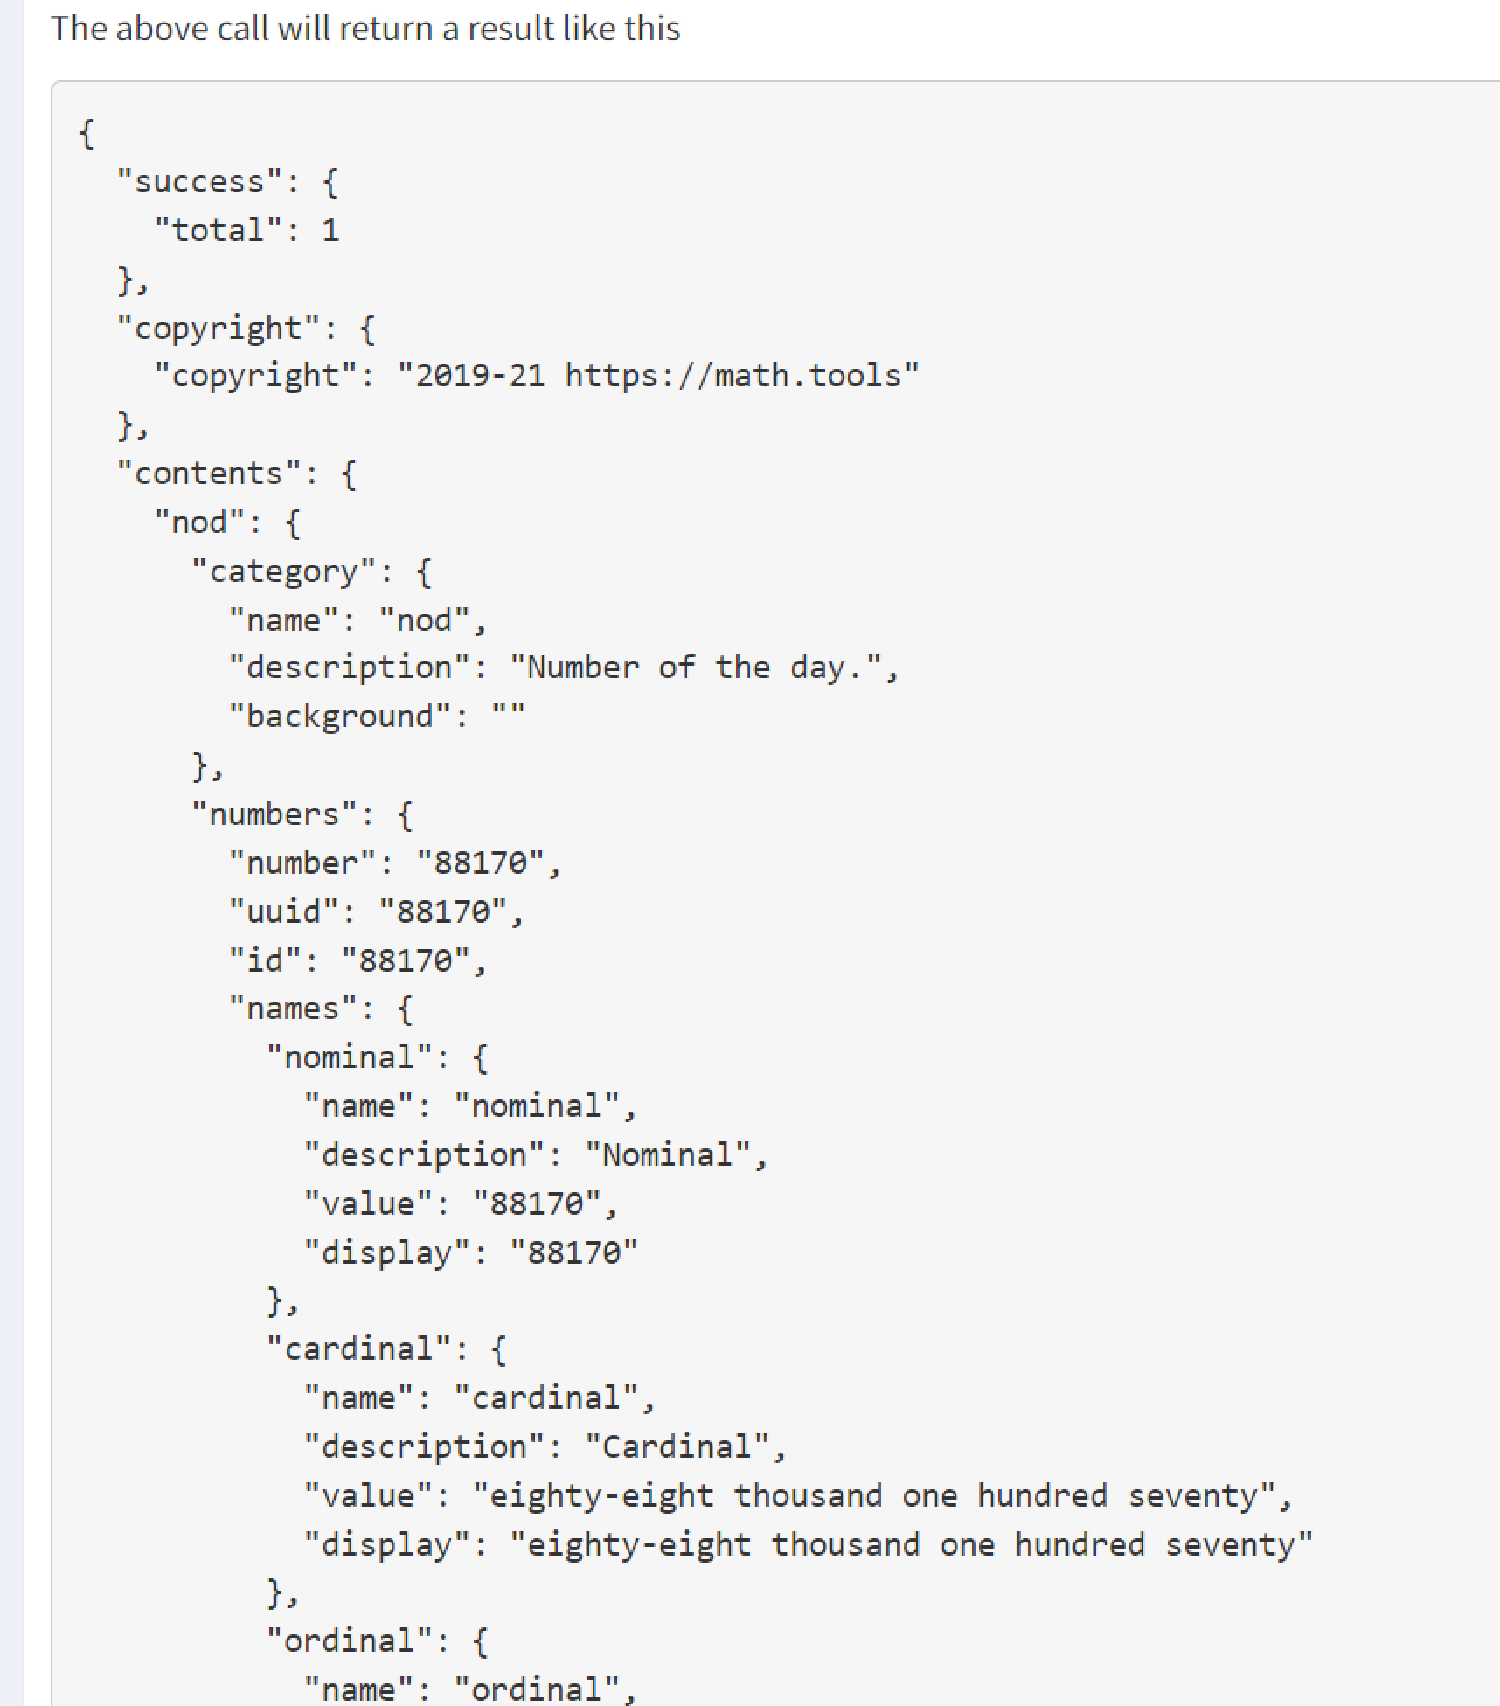 The above call will return a result like this
{
  "success": {
    "total": 1
  },
  "copyright": {
    "copyright": "2019-21 https://math.tools"
  },
  "contents": {
    "nod": {
      "category": {
        "name": "nod",
        "description": "Number of the day.",
        "background": ""
      },
      "numbers": {
        "number": "88170",
        "uuid": "88170",
        "id": "88170",
        "names": {
          "nominal": {
            "name": "nominal",
            "description": "Nominal",
            "value": "88170",
            "display": "88170"
          },
          "cardinal": {
            "name": "cardinal",
            "description": "Cardinal",
            "value": "eighty-eight thousand one hundred seventy",
            "display": "eighty-eight thousand one hundred seventy"
          },
          "ordinal": {
            "name": "ordinal",